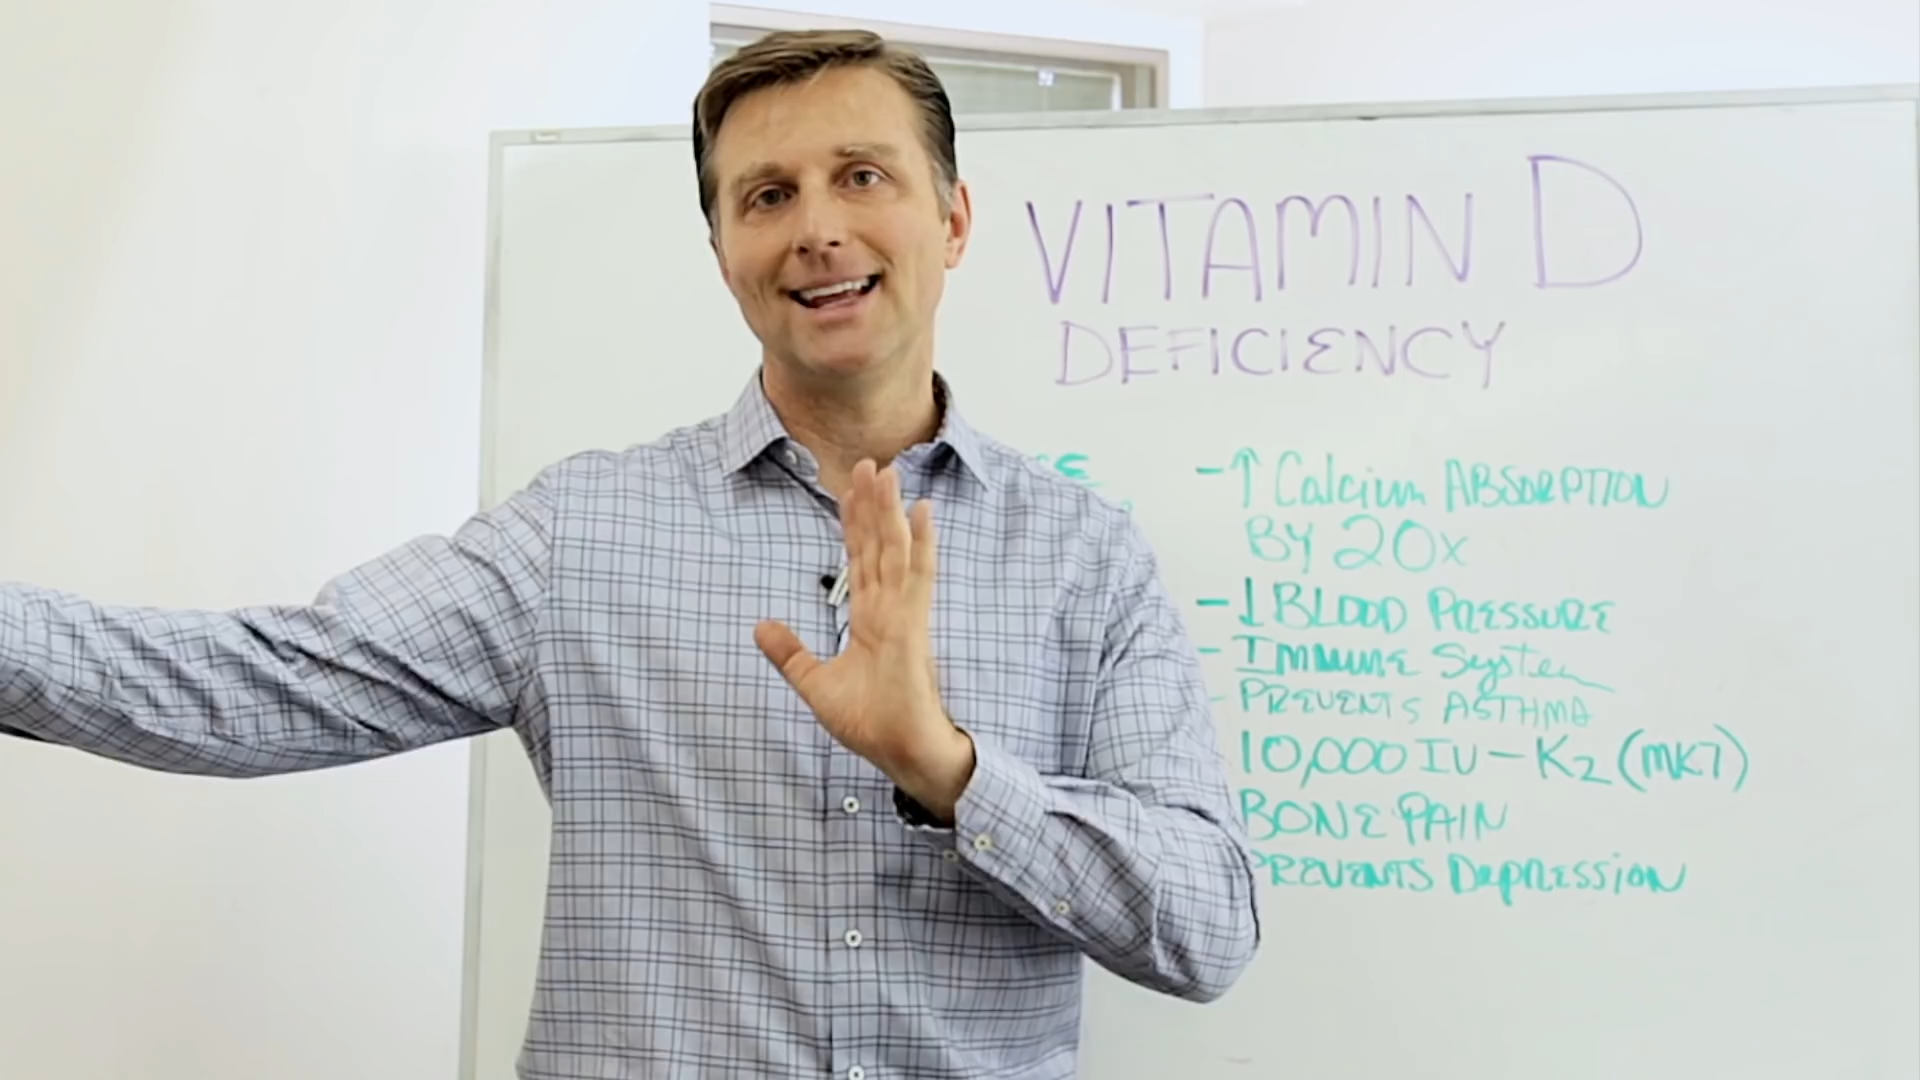 VITAMIN D
DEFICIENCY
-↑ Calcium ABSORPTION
BY 20x
-↓ BLOOD PRESSURE
- IMMUNE System
- PREVENTS ASTHMA
10,000 IU - K2 (MK7)
BONE PAIN
PREVENTS DEPRESSION